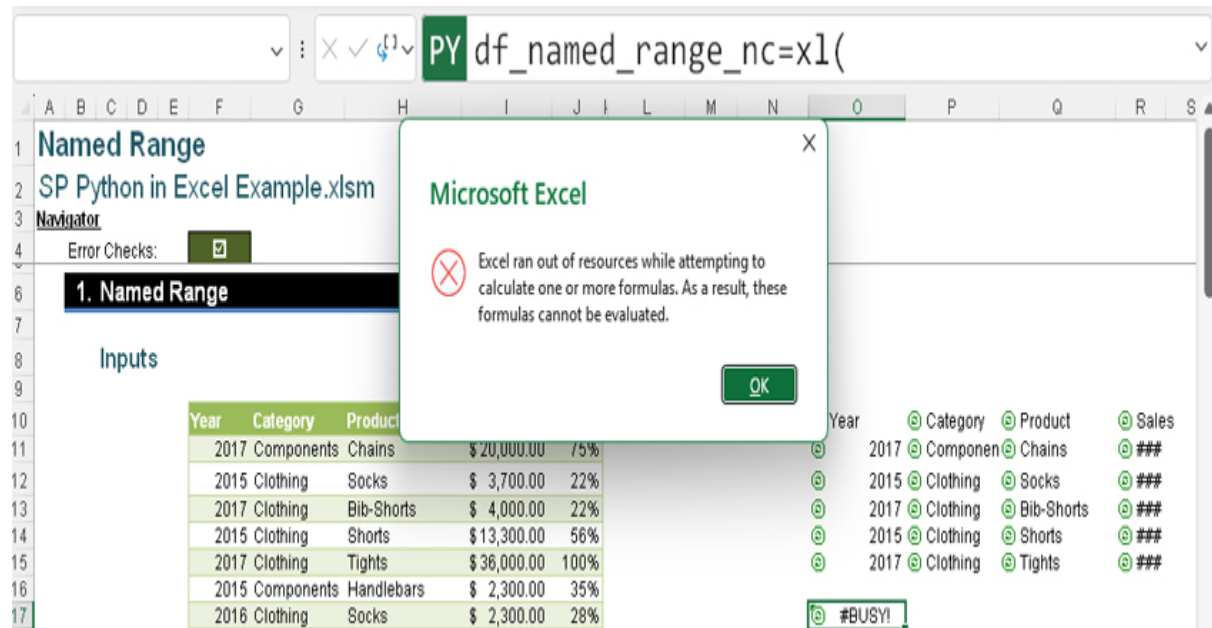 PY df_named_range_nc=xl(
A B C D E F G H I J L M N O P Q R S
1 Named Range
2 SP Python in Excel Example.xlsm
3 Navigator
4 Error Checks:
6 1. Named Range
7
8 Inputs
9
X
Microsoft Excel
Excel ran out of resources while attempting to
calculate one or more formulas. As a result, these
formulas cannot be evaluated.
OK
10 Year Category Product Year Category Product Sales
11 2017 Components Chains $20,000.00 75% 2017 Componen Chains ###
12 2015 Clothing Socks $ 3,700.00 22% 2015 Clothing Socks ###
13 2017 Clothing Bib-Shorts $ 4,000.00 22% 2017 Clothing Bib-Shorts ###
14 2015 Clothing Shorts $13,300.00 56% 2015 Clothing Shorts ###
15 2017 Clothing Tights $36,000.00 100% 2017 Clothing Tights ###
16 2015 Components Handlebars $ 2,300.00 35%
17 2016 Clothing Socks $ 2,300.00 28% #BUSY!